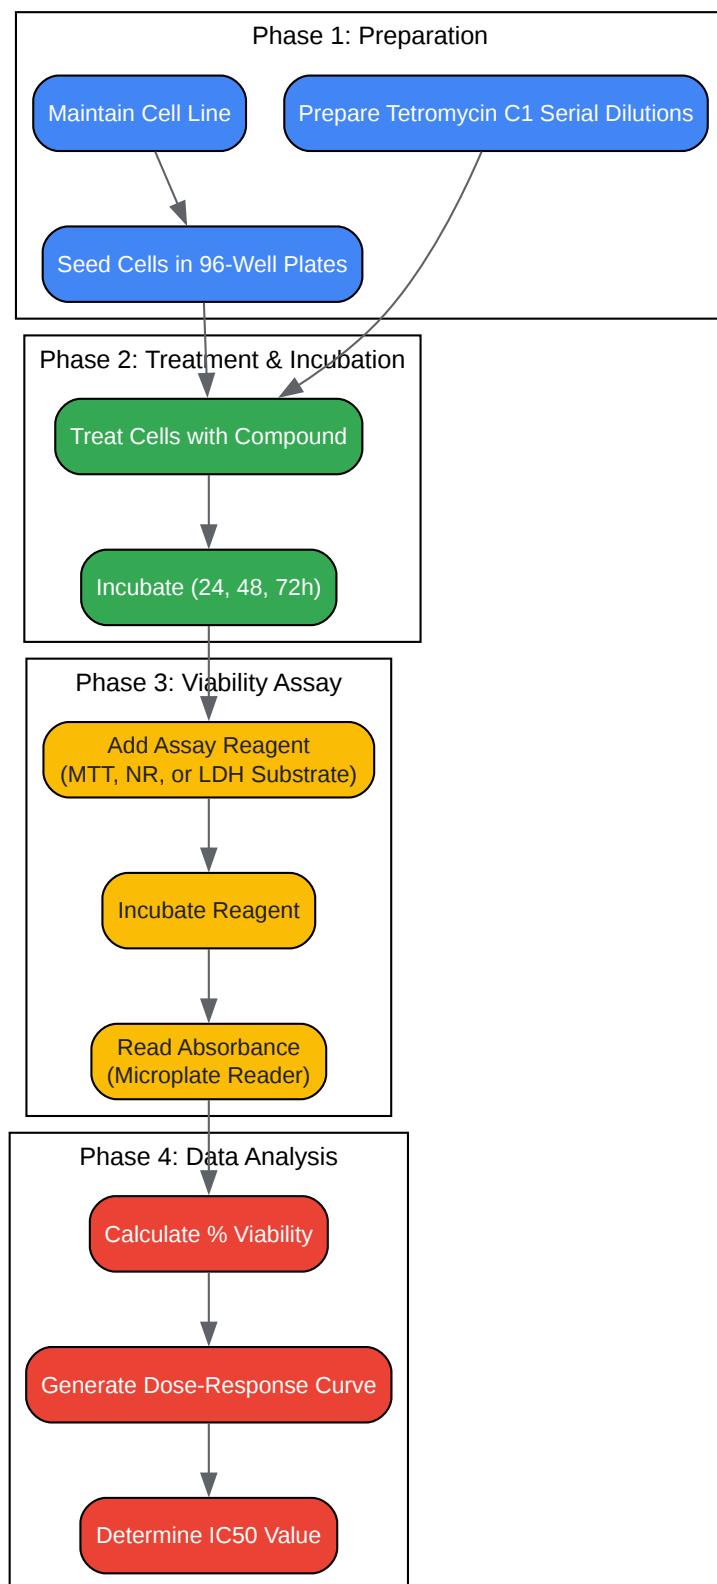 Phase 1: Preparation
Maintain Cell Line
Prepare Tetromycin C1 Serial Dilutions
Seed Cells in 96-Well Plates
Phase 2: Treatment & Incubation
Treat Cells with Compound
Incubate (24, 48, 72h)
Phase 3: Viability Assay
Add Assay Reagent
(MTT, NR, or LDH Substrate)
Incubate Reagent
Read Absorbance
(Microplate Reader)
Phase 4: Data Analysis
Calculate % Viability
Generate Dose-Response Curve
Determine IC50 Value